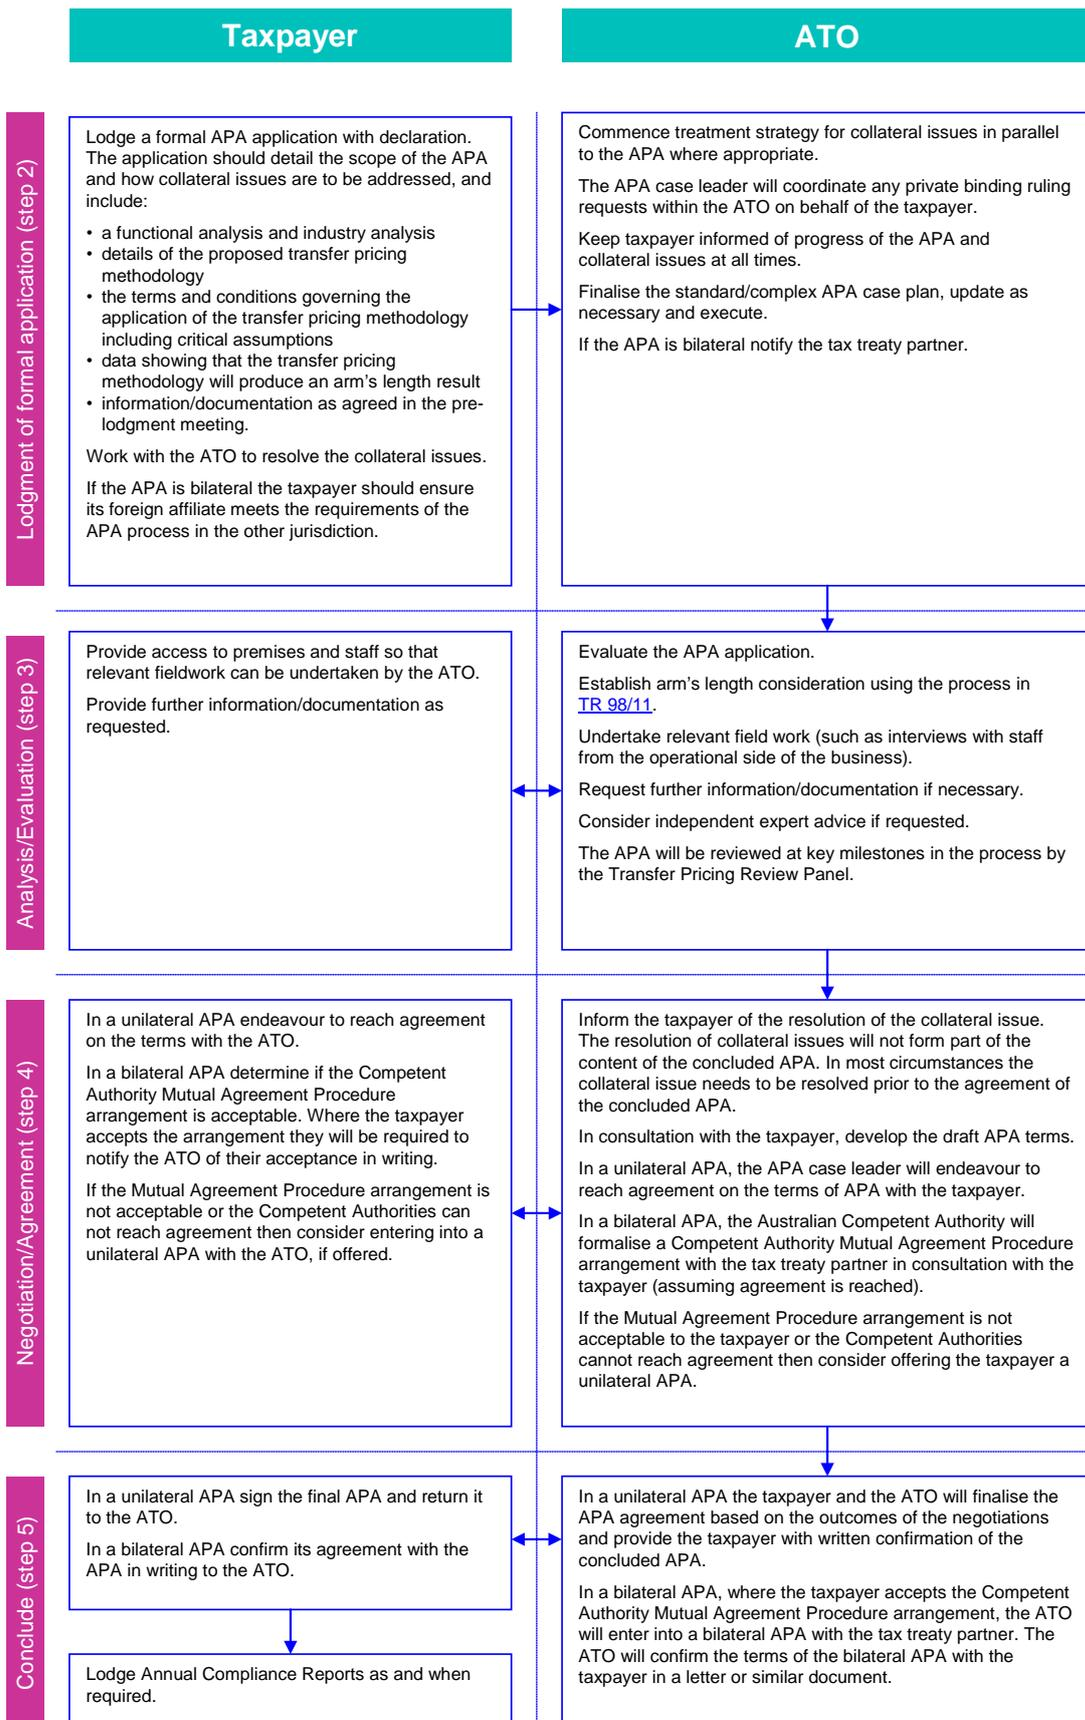 Taxpayer
ATO
Lodgment of formal application (step 2)
Lodge a formal APA application with declaration.
The application should detail the scope of the APA
and how collateral issues are to be addressed, and
include:
• a functional analysis and industry analysis
• details of the proposed transfer pricing
methodology
• the terms and conditions governing the
application of the transfer pricing methodology
including critical assumptions
• data showing that the transfer pricing
methodology will produce an arm's length result
• information/documentation as agreed in the pre-
lodgment meeting.
Work with the ATO to resolve the collateral issues.
If the APA is bilateral the taxpayer should ensure
its foreign affiliate meets the requirements of the
APA process in the other jurisdiction.
Commence treatment strategy for collateral issues in parallel
to the APA where appropriate.
The APA case leader will coordinate any private binding ruling
requests within the ATO on behalf of the taxpayer.
Keep taxpayer informed of progress of the APA and
collateral issues at all times.
Finalise the standard/complex APA case plan, update as
necessary and execute.
If the APA is bilateral notify the tax treaty partner.
Analysis/Evaluation (step 3)
Provide access to premises and staff so that
relevant fieldwork can be undertaken by the ATO.
Provide further information/documentation as
requested.
Evaluate the APA application.
Establish arm's length consideration using the process in
TR 98/11.
Undertake relevant field work (such as interviews with staff
from the operational side of the business).
Request further information/documentation if necessary.
Consider independent expert advice if requested.
The APA will be reviewed at key milestones in the process by
the Transfer Pricing Review Panel.
Negotiation/Agreement (step 4)
In a unilateral APA endeavour to reach agreement
on the terms with the ATO.
In a bilateral APA determine if the Competent
Authority Mutual Agreement Procedure
arrangement is acceptable. Where the taxpayer
accepts the arrangement they will be required to
notify the ATO of their acceptance in writing.
If the Mutual Agreement Procedure arrangement is
not acceptable or the Competent Authorities can
not reach agreement then consider entering into a
unilateral APA with the ATO, if offered.
Inform the taxpayer of the resolution of the collateral issue.
The resolution of collateral issues will not form part of the
content of the concluded APA. In most circumstances the
collateral issue needs to be resolved prior to the agreement of
the concluded APA.
In consultation with the taxpayer, develop the draft APA terms.
In a unilateral APA, the APA case leader will endeavour to
reach agreement on the terms of APA with the taxpayer.
In a bilateral APA, the Australian Competent Authority will
formalise a Competent Authority Mutual Agreement Procedure
arrangement with the tax treaty partner in consultation with the
taxpayer (assuming agreement is reached).
If the Mutual Agreement Procedure arrangement is not
acceptable to the taxpayer or the Competent Authorities
cannot reach agreement then consider offering the taxpayer a
unilateral APA.
Conclude (step 5)
In a unilateral APA sign the final APA and return it
to the ATO.
In a bilateral APA confirm its agreement with the
APA in writing to the ATO.
Lodge Annual Compliance Reports as and when
required.
In a unilateral APA the taxpayer and the ATO will finalise the
APA agreement based on the outcomes of the negotiations
and provide the taxpayer with written confirmation of the
concluded APA.
In a bilateral APA, where the taxpayer accepts the Competent
Authority Mutual Agreement Procedure arrangement, the ATO
will enter into a bilateral APA with the tax treaty partner. The
ATO will confirm the terms of the bilateral APA with the
taxpayer in a letter or similar document.